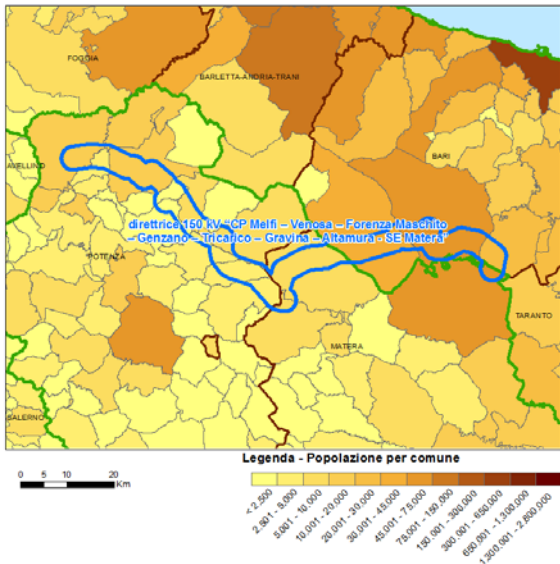 FOGGIA
BARLETTA-ANDRIA-TRANI
AVELLINO
BARI
direttrice 150 kV "CP Melfi – Venosa – Forenza Maschito
– Genzano – Tricarico – Gravina – Altamura - SE Matera"
POTENZA
TARANTO
MATERA
SALERNO
Legenda - Popolazione per comune
0 5 10 20
Km
< 2,500
2,501 - 5,000
5,001 - 10,000
10,001 - 20,000
20,001 - 30,000
30,001 - 45,000
45,001 - 75,000
75,001 - 150,000
150,001 - 300,000
300,001 - 650,000
650,001 - 1,300,000
1,300,001 - 2,800,000